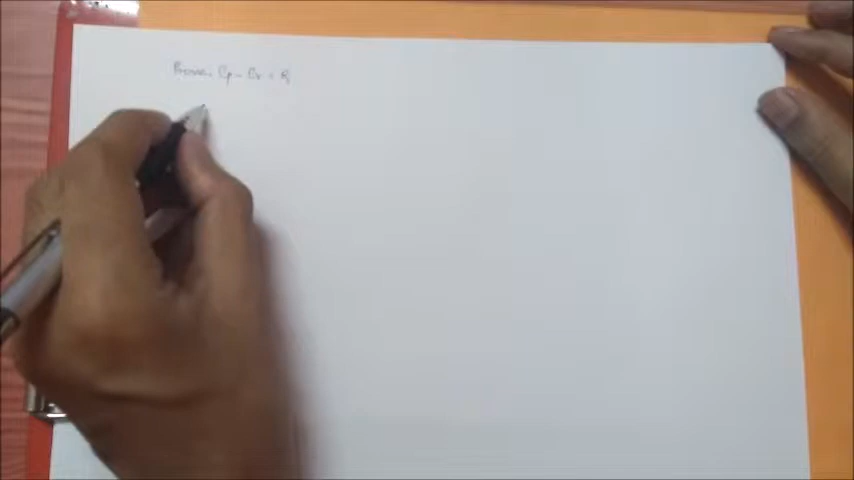 Prove: Cp - Cv = R